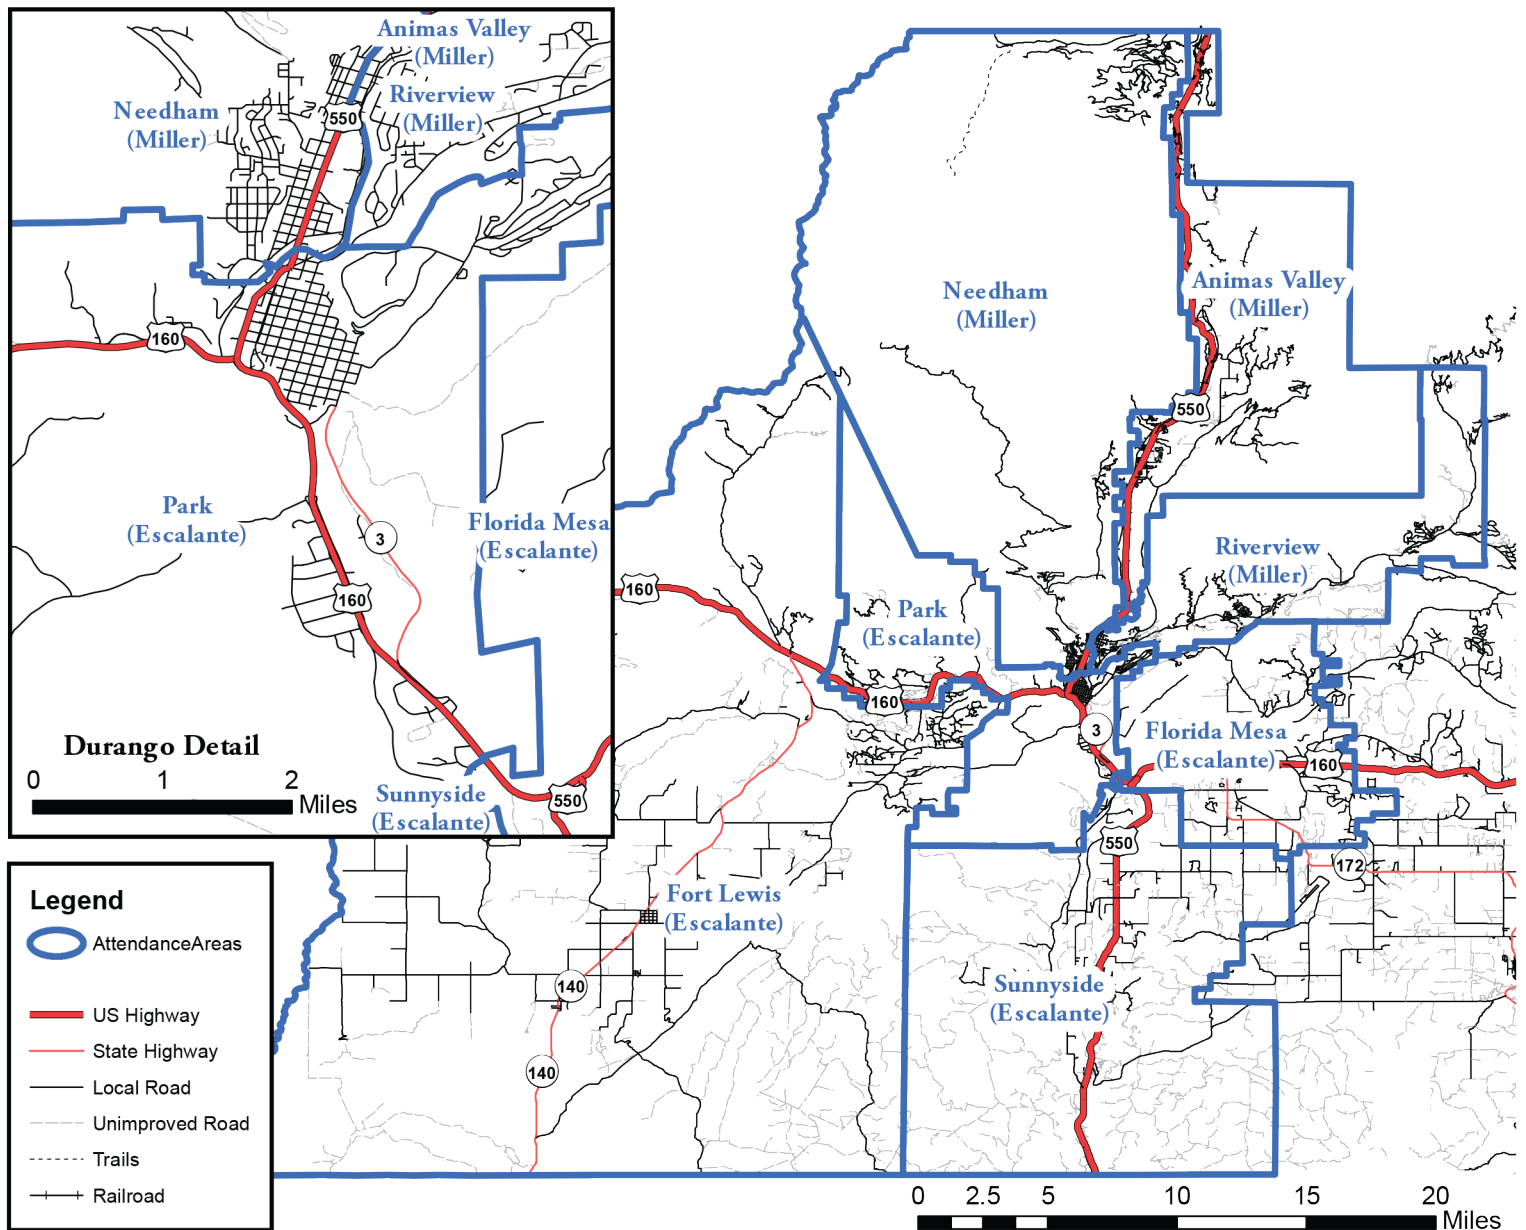 Animas Valley
(Miller)
Riverview
(Miller)
Needham
(Miller)
550
160
Park
(Escalante)
3
Florida Mesa
(Escalante)
160
Durango Detail
0 1 2
Miles
Sunnyside
(Escalante)
550
Needham
(Miller)
Animas Valley
(Miller)
550
Riverview
(Miller)
160
Park
(Escalante)
160
3
Florida Mesa
(Escalante)
160
550
172
Fort Lewis
(Escalante)
140
Sunnyside
(Escalante)
140
Legend
AttendanceAreas
US Highway
State Highway
Local Road
Unimproved Road
Trails
Railroad
0 2.5 5 10 15 20
Miles